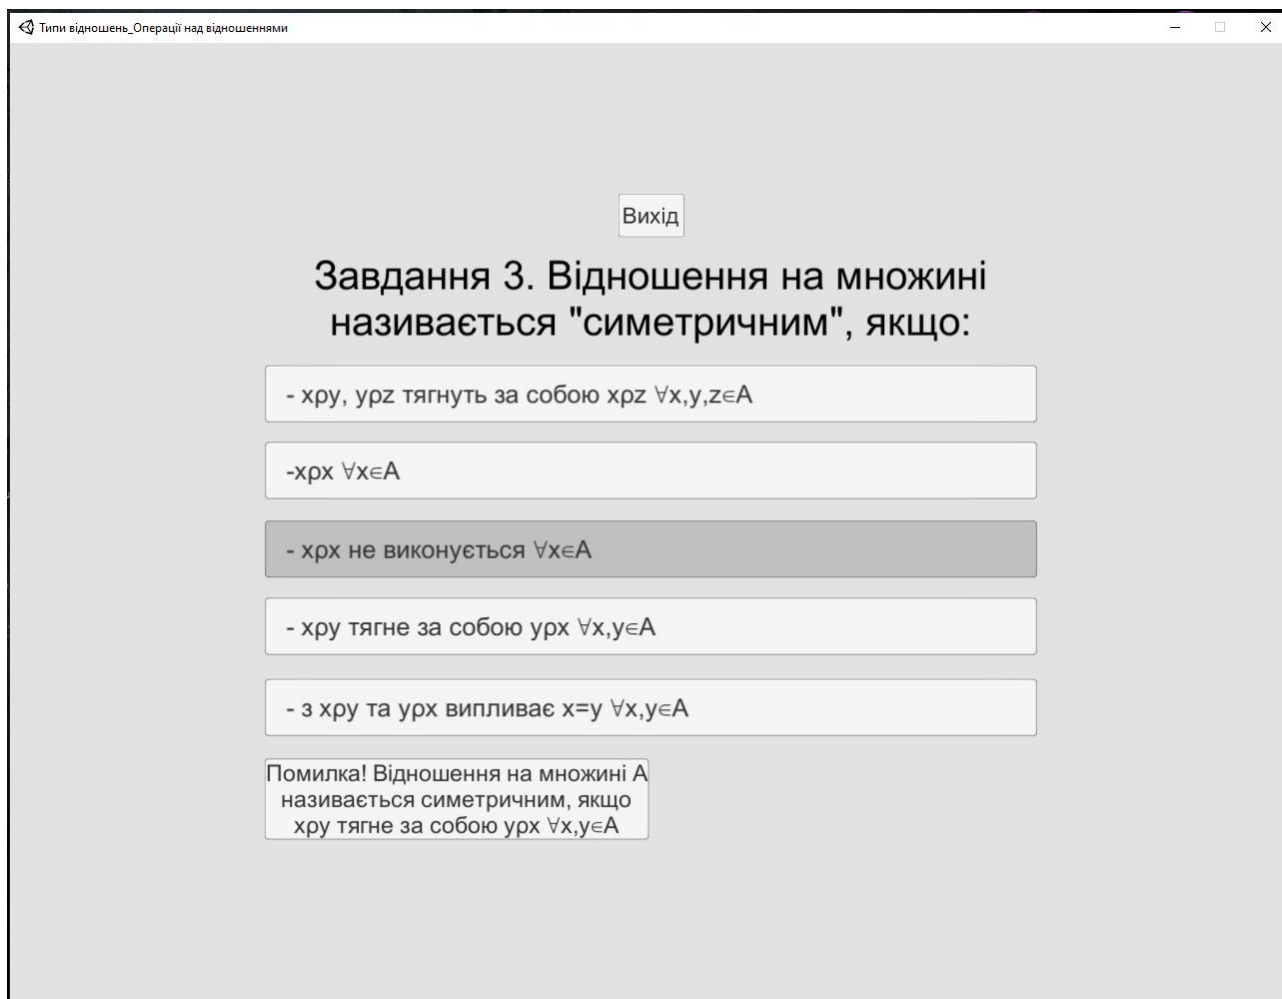 Типи відношень_Операції над відношеннями
Вихід
Завдання 3. Відношення на множині
називається "симетричним", якщо:
- xρy, yρz тягнуть за собою xρz ∀x,y,z∈A
-xρx ∀x∈A
- xρx не виконується ∀x∈A
- xρy тягне за собою yρx ∀x,y∈A
- з xρy та yρx випливає x=y ∀x,y∈A
Помилка! Відношення на множині A
називається симетричним, якщо
xρy тягне за собою yρx ∀x,y∈A